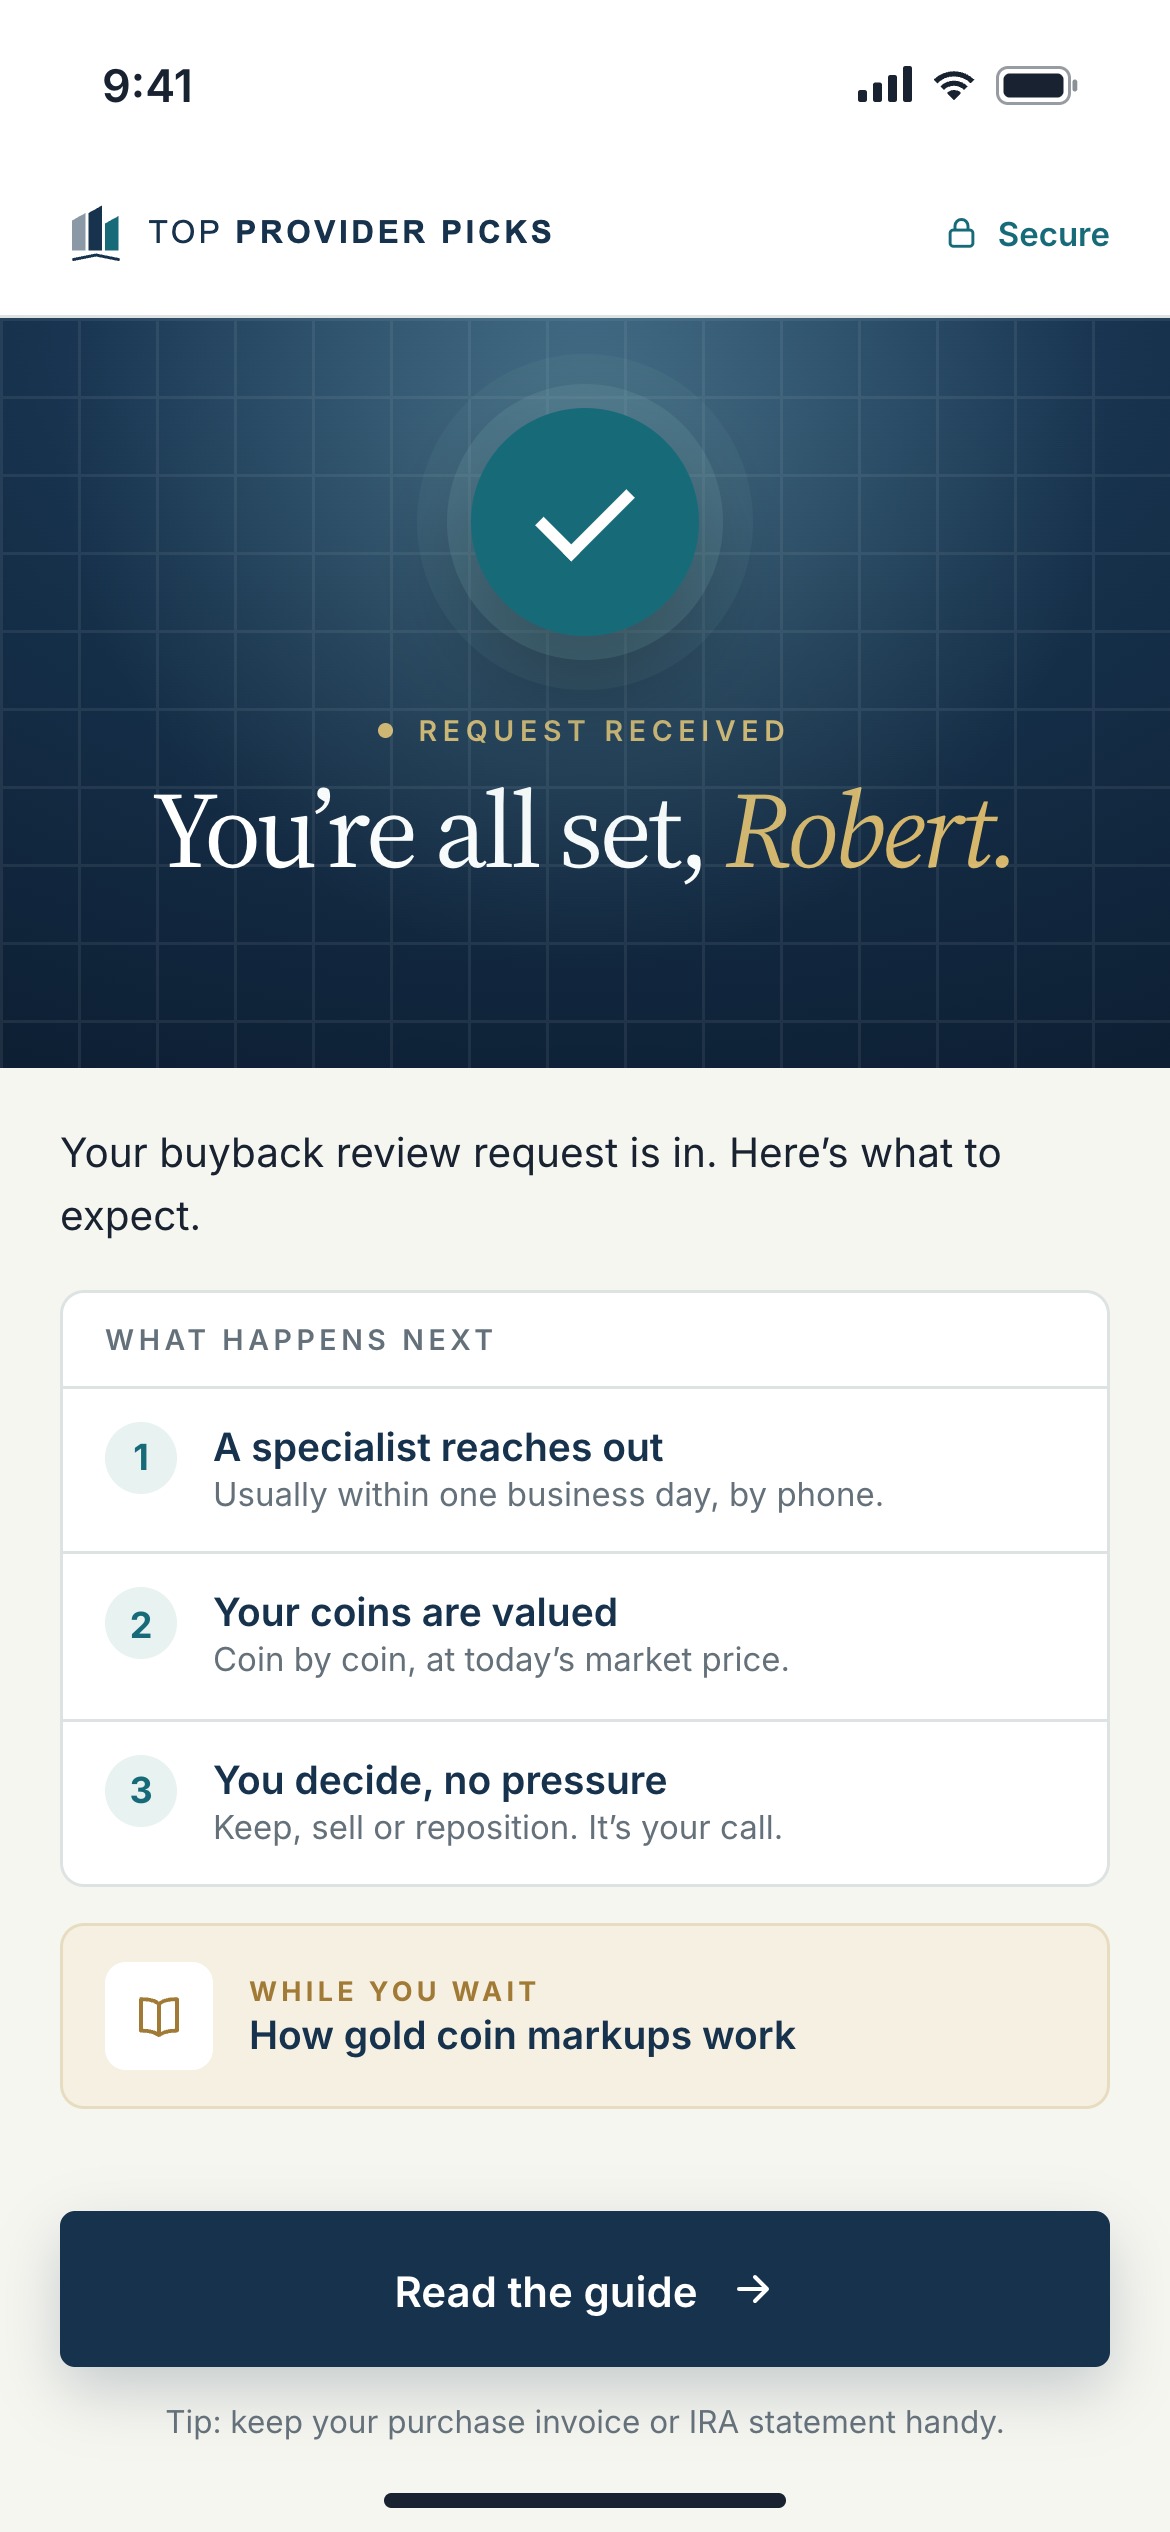 9:41
TOP PROVIDER PICKS
Secure
REQUEST RECEIVED
You’re all set, Robert.
Your buyback review request is in. Here’s what to
expect.
WHAT HAPPENS NEXT
1
A specialist reaches out
Usually within one business day, by phone.
2
Your coins are valued
Coin by coin, at today’s market price.
3
You decide, no pressure
Keep, sell or reposition. It’s your call.
WHILE YOU WAIT
How gold coin markups work
Read the guide →
Tip: keep your purchase invoice or IRA statement handy.